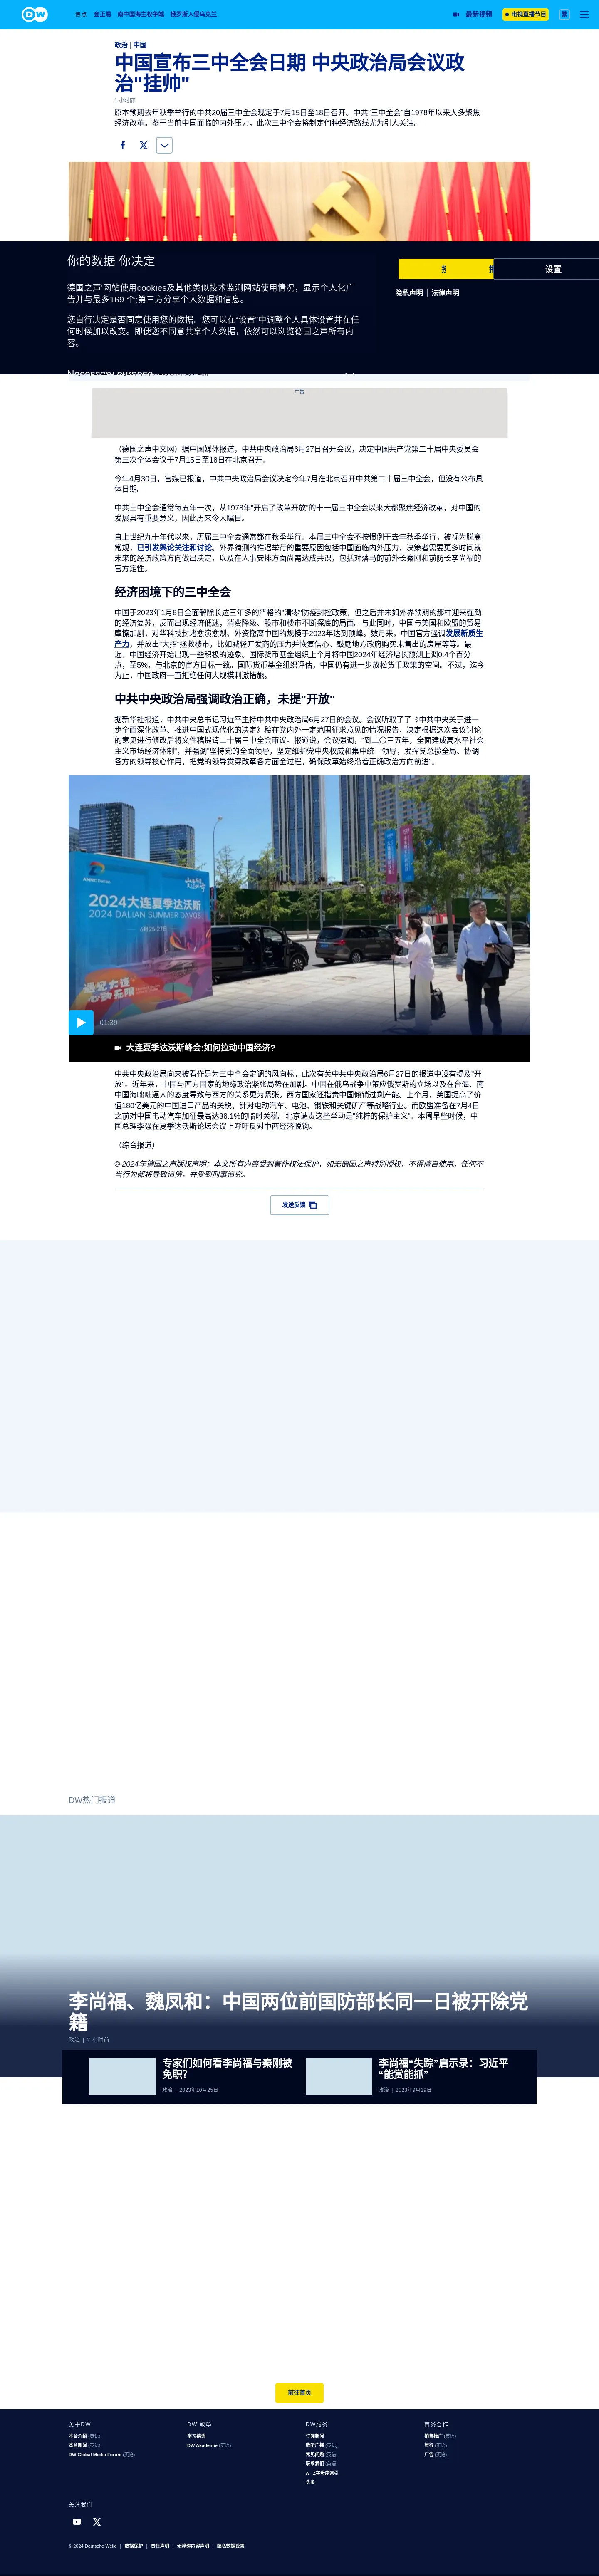 DW
焦点 金正恩 南中国海主权争端 俄罗斯入侵乌克兰 最新视频 电视直播节目 繁
政治 | 中国
中国宣布三中全会日期 中央政治局会议政
治"挂帅"
1 小时前
原本预期去年秋季举行的中共20届三中全会现定于7月15日至18日召开。中共"三中全会"自1978年以来大多聚焦
经济改革。鉴于当前中国面临的内外压力，此次三中全会将制定何种经济路线尤为引人关注。
你的数据 你决定
设置
隐私声明 | 法律声明
德国之声'网站使用cookies及其他类似技术监测网站使用情况，显示个人化广
告并与最多169 个;第三方分享个人数据和信息。
您自行决定是否同意使用您的数据。您可以在"设置"中调整个人具体设置并在任
何时候加以改变。即便您不同意共享个人数据，依然可以浏览德国之声所有内
容。
Necessary purpose
广告
（德国之声中文网）据中国媒体报道，中共中央政治局6月27日召开会议，决定中国共产党第二十届中央委员会
第三次全体会议于7月15日至18日在北京召开。
今年4月30日，官媒已报道，中共中央政治局会议决定今年7月在北京召开中共第二十届三中全会，但没有公布具
体日期。
中共三中全会通常每五年一次，从1978年"开启了改革开放"的十一届三中全会以来大都聚焦经济改革，对中国的
发展具有重要意义，因此历来令人瞩目。
自上世纪九十年代以来，历届三中全会通常都在秋季举行。本届三中全会不按惯例于去年秋季举行，被视为脱离
常规，已引发舆论关注和讨论。外界猜测的推迟举行的重要原因包括中国面临内外压力，决策者需要更多时间就
未来的经济政策方向做出决定，以及在人事安排方面尚需达成共识，包括对落马的前外长秦刚和前防长李尚福的
官方定性。
经济困境下的三中全会
中国于2023年1月8日全面解除长达三年多的严格的"清零"防疫封控政策，但之后并未如外界预期的那样迎来强劲
的经济复苏，反而出现经济低迷，消费降级、股市和楼市不断探底的局面。与此同时，中国与美国和欧盟的贸易
摩擦加剧，对华科技封堵愈演愈烈、外资撤离中国的规模于2023年达到顶峰。数月来，中国官方强调发展新质生
产力，并放出"大招"拯救楼市，比如减轻开发商的压力并恢复信心、鼓励地方政府购买未售出的房屋等等。最
近，中国经济开始出现一些积极的迹象。国际货币基金组织上个月将中国2024年经济增长预测上调0.4个百分
点，至5%，与北京的官方目标一致。国际货币基金组织评估，中国仍有进一步放松货币政策的空间。不过，迄今
为止，中国政府一直拒绝任何大规模刺激措施。
中共中央政治局强调政治正确，未提"开放"
据新华社报道，中共中央总书记习近平主持中共中央政治局6月27日的会议。会议听取了了《中共中央关于进一
步全面深化改革、推进中国式现代化的决定》稿在党内外一定范围征求意见的情况报告，决定根据这次会议讨论
的意见进行修改后将文件稿提请二十届三中全会审议。报道说，会议强调，"到二〇三五年，全面建成高水平社会
主义市场经济体制"，并强调"坚持党的全面领导，坚定维护党中央权威和集中统一领导，发挥党总揽全局、协调
各方的领导核心作用，把党的领导贯穿改革各方面全过程，确保改革始终沿着正确政治方向前进"。
2024大连夏季达沃斯
2024 DALIAN SUMMER DAVOS
6月25-27日
01:39
大连夏季达沃斯峰会:如何拉动中国经济?
中共中央政治局向来被看作是为三中全会定调的风向标。此次有关中共中央政治局6月27日的报道中没有提及"开
放"。近年来，中国与西方国家的地缘政治紧张局势在加剧。中国在俄乌战争中策应俄罗斯的立场以及在台海、南
中国海咄咄逼人的态度导致与西方的关系更为紧张。西方国家还指责中国倾销过剩产能。上个月，美国提高了价
值180亿美元的中国进口产品的关税，针对电动汽车、电池、钢铁和关键矿产等战略行业。而欧盟准备在7月4日
之前对中国电动汽车加征最高达38.1%的临时关税。北京谴责这些举动是"纯粹的保护主义"。本周早些时候，中
国总理李强在夏季达沃斯论坛会议上呼吁反对中西经济脱钩。
（综合报道）
© 2024年德国之声版权声明：本文所有内容受到著作权法保护，如无德国之声特别授权，不得擅自使用。任何不
当行为都将导致追偿，并受到刑事追究。
发送反馈
DW热门报道
李尚福、魏凤和：中国两位前国防部长同一日被开除党
籍
政治 | 2 小时前
专家们如何看李尚福与秦刚被
免职?
政治 | 2023年10月25日
李尚福“失踪”启示录：习近平
“能赏能抓”
政治 | 2023年9月19日
前往首页
关于DW
本台介绍 (英语)
本台新闻 (英语)
DW Global Media Forum (英语)
DW 教學
学习德语
DW Akademie (英语)
DW服务
订阅新闻
收听广播 (英语)
常见问题 (英语)
联系我们 (英语)
A - Z字母序索引
头条
商务合作
销售推广 (英语)
旅行 (英语)
广告 (英语)
关注我们
© 2024 Deutsche Welle | 数据保护 | 责任声明 | 无障碍内容声明 | 隐私数据设置